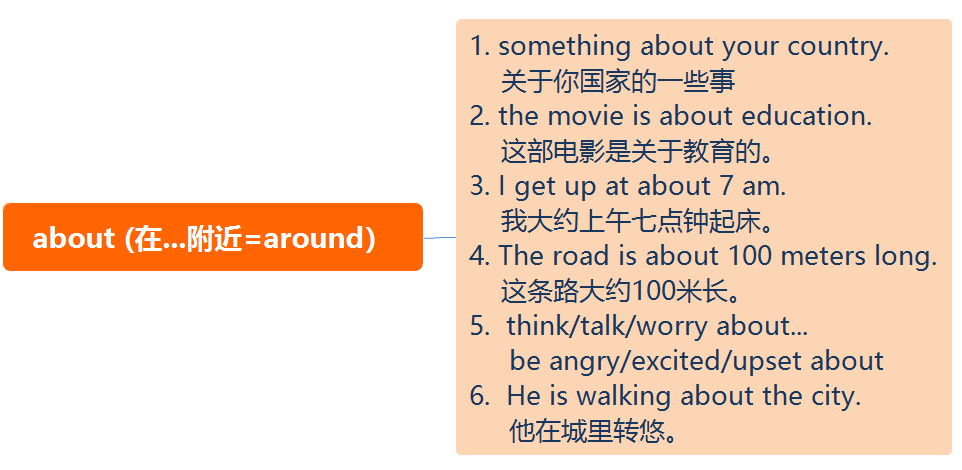 about (在...附近=around)
1. something about your country.
关于你国家的一些事
2. the movie is about education.
这部电影是关于教育的。
3. I get up at about 7 am.
我大约上午七点钟起床。
4. The road is about 100 meters long.
这条路大约100米长。
5. think/talk/worry about...
be angry/excited/upset about
6. He is walking about the city.
他在城里转悠。